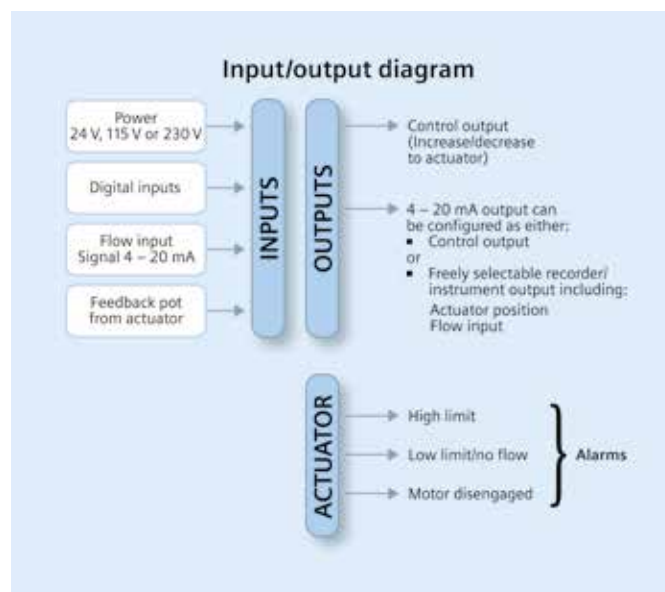 Input/output diagram
Power
24 V, 115 V or 230 V
Digital inputs
Flow input
Signal 4 – 20 mA
Feedback pot
from actuator
INPUTS
OUTPUTS
Control output
(Increase/decrease
to actuator)
4 – 20 mA output can
be configured as either:
▪ Control output
or
▪ Freely selectable recorder/
instrument output including:
Actuator position
Flow input
ACTUATOR
High limit
Low limit/no flow
Motor disengaged
Alarms